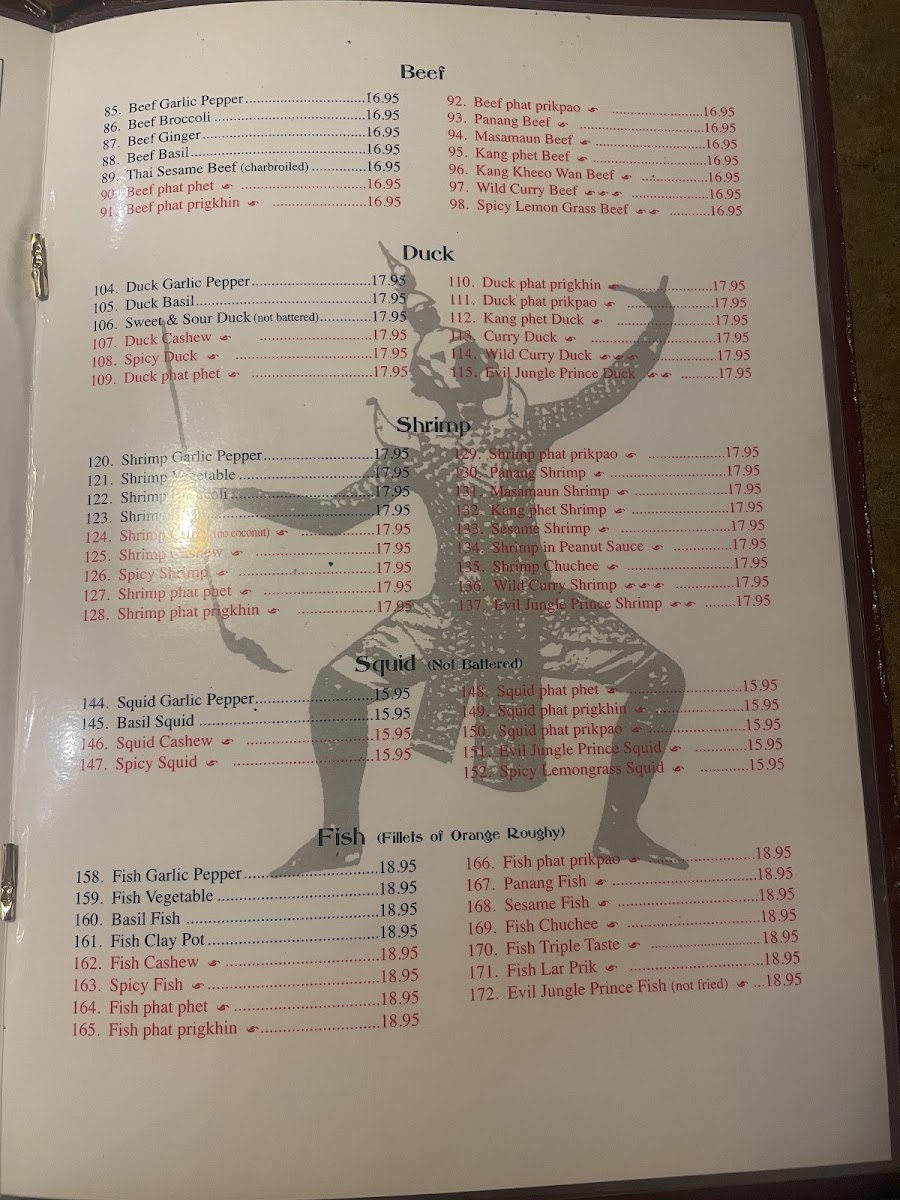 Beef
85. Beef Garlic Pepper..............................16.95
86. Beef Broccoli ......................................16.95
87. Beef Ginger.........................................16.95
88. Beef Basil............................................16.95
89. Thai Sesame Beef (charbroiled) ............16.95
90. Beef phat phet ....................................16.95
91. Beef phat prigkhin ..............................16.95
92. Beef phat prikpao .......................16.95
93. Panang Beef ................................16.95
94. Masamaun Beef ...........................16.95
95. Kang phet Beef ............................16.95
96. Kang Kheeo Wan Beef .................16.95
97. Wild Curry Beef ..........................16.95
98. Spicy Lemon Grass Beef ..........16.95
Duck
104. Duck Garlic Pepper..............................17.95
105. Duck Basil............................................17.95
106. Sweet & Sour Duck (not battered)............17.95
107. Duck Cashew ...................................17.95
108. Spicy Duck ......................................17.95
109. Duck phat phet ................................17.95
110. Duck phat prigkhin ......................17.95
111. Duck phat prikpao .......................17.95
112. Kang phet Duck ..........................17.95
113. Curry Duck .................................17.95
114. Wild Curry Duck .........................17.95
115. Evil Jungle Prince Duck ..........17.95
Shrimp
120. Shrimp Garlic Pepper...........................17.95
121. Shrimp Vegetable .................................17.95
122. Shrimp ..................................17.95
123. ..................................17.95
124. Shrimp (no coconut) ......................17.95
125. Shrimp Cashew ................................17.95
126. Spicy Shrimp ...................................17.95
127. Shrimp phat phet ..............................17.95
128. Shrimp phat prigkhin .........................17.95
129. Shrimp phat prikpao ....................17.95
130. Panang Shrimp ............................17.95
131. Masamaun Shrimp .......................17.95
132. Kang phet Shrimp ........................17.95
133. Sesame Shrimp ............................17.95
134. Shrimp in Peanut Sauce ................17.95
135. Shrimp Chuchee ..........................17.95
136. Wild Curry Shrimp ......................17.95
137. Evil Jungle Prince Shrimp ........17.95
Squid (Not Battered)
144. Squid Garlic Pepper.............................15.95
145. Basil Squid ..........................................15.95
146. Squid Cashew ...................................15.95
147. Spicy Squid ......................................15.95
148. Squid phat phet ...........................15.95
149. Squid phat prigkhin .....................15.95
150. Squid phat prikpao ......................15.95
151. Evil Jungle Prince Squid ..............15.95
152. Spicy Lemongrass Squid ..............15.95
Fish (Fillets of Orange Roughy)
158. Fish Garlic Pepper...............................18.95
159. Fish Vegetable .....................................18.95
160. Basil Fish ............................................18.95
161. Fish Clay Pot.......................................18.95
162. Fish Cashew .....................................18.95
163. Spicy Fish ........................................18.95
164. Fish phat phet ...................................18.95
165. Fish phat prigkhin .............................18.95
166. Fish phat prikpao .........................18.95
167. Panang Fish .................................18.95
168. Sesame Fish .................................18.95
169. Fish Chuchee ...............................18.95
170. Fish Triple Taste ..........................18.95
171. Fish Lar Prik ................................18.95
172. Evil Jungle Prince Fish (not fried) ...18.95